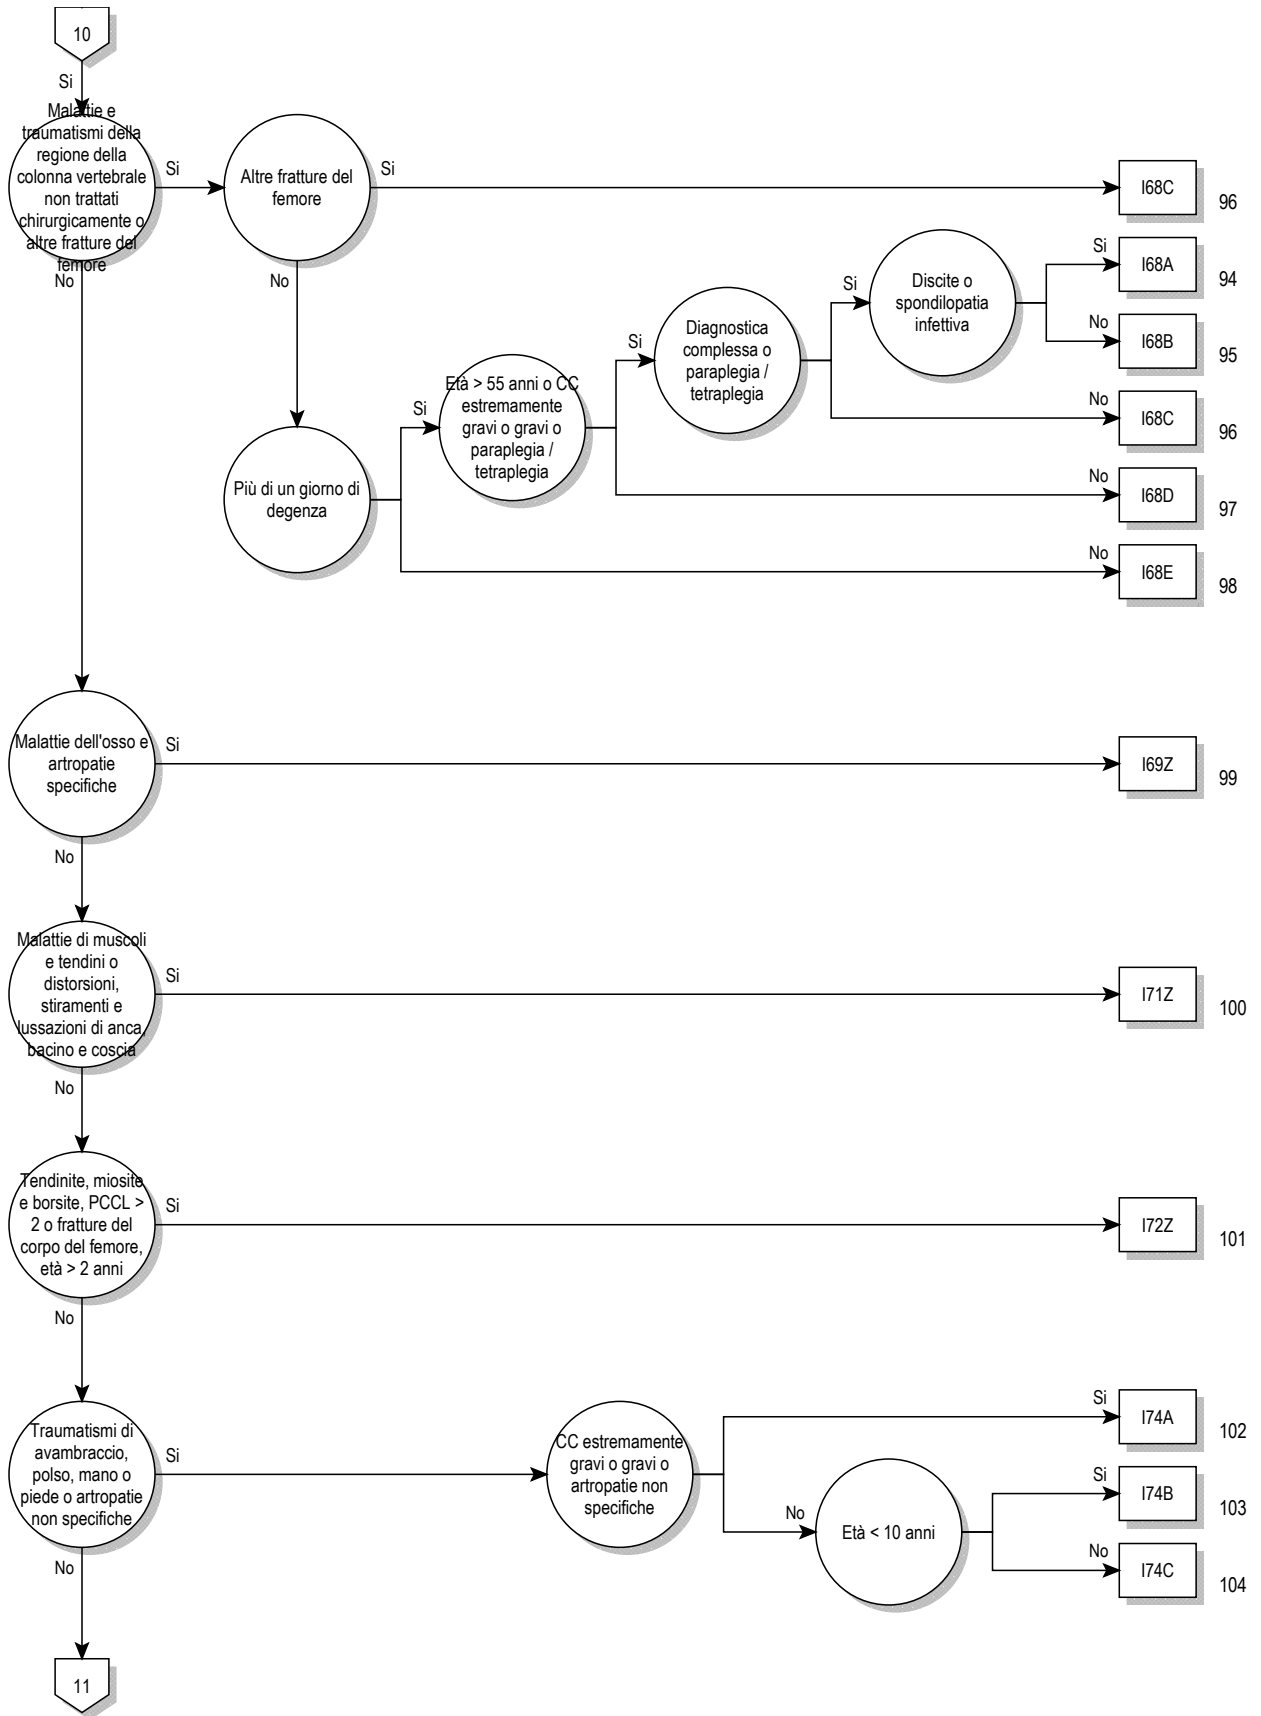 10
Si
Malattie e
traumatismi della
regione della
colonna vertebrale
non trattati
chirurgicamente o
altre fratture del
femore
Si
No
Altre fratture del
femore
Si
No
I68C
96
Più di un giorno di
degenza
Si
Età > 55 anni o CC
estremamente
gravi o gravi o
paraplegia /
tetraplegia
Si
Diagnostica
complessa o
paraplegia /
tetraplegia
Si
Discite o
spondilopatia
infettiva
Si
I68A
94
No
I68B
95
No
I68C
96
No
I68D
97
No
I68E
98
Malattie dell'osso e
artropatie
specifiche
Si
I69Z
99
No
Malattie di muscoli
e tendini o
distorsioni,
stiramenti e
lussazioni di anca,
bacino e coscia
Si
I71Z
100
No
Tendinite, miosite
e borsite, PCCL >
2 o fratture del
corpo del femore,
età > 2 anni
Si
I72Z
101
No
Traumatismi di
avambraccio,
polso, mano o
piede o artropatie
non specifiche
Si
CC estremamente
gravi o gravi o
artropatie non
specifiche
Si
I74A
102
No
Età < 10 anni
Si
I74B
103
No
I74C
104
No
11